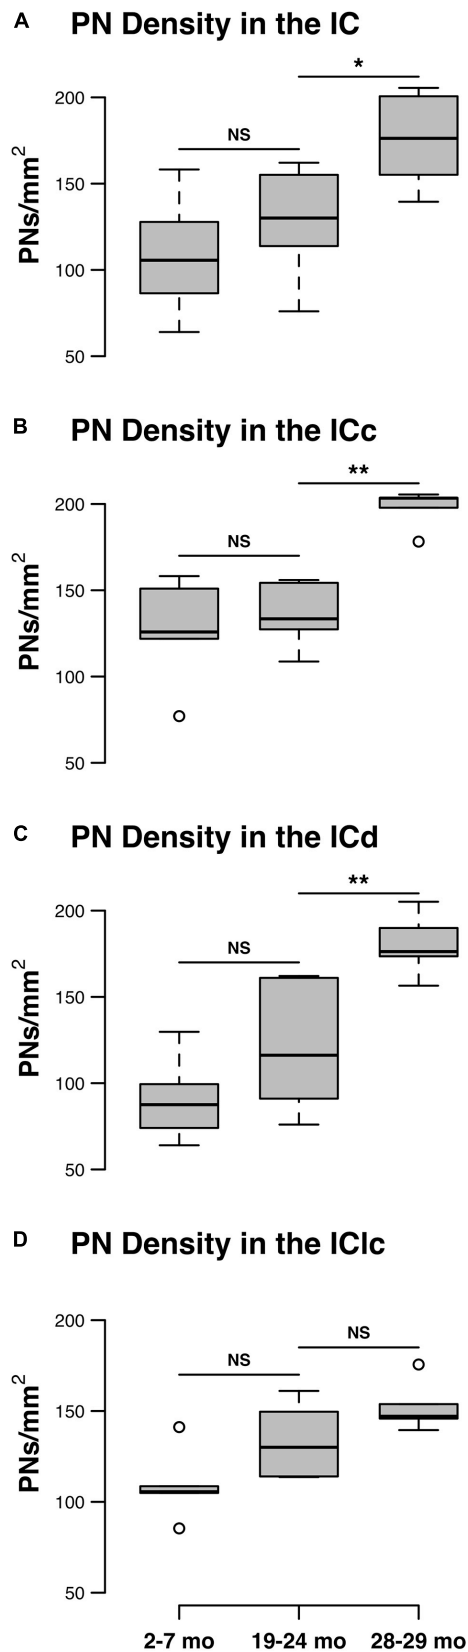 A PN Density in the IC
*
NS
200
150
100
50
PNs/mm²
B PN Density in the ICc
**
NS
200
150
100
50
PNs/mm²
C PN Density in the ICd
**
NS
200
150
100
50
PNs/mm²
D PN Density in the IClc
NS
NS
200
150
100
50
PNs/mm²
2-7 mo 19-24 mo 28-29 mo